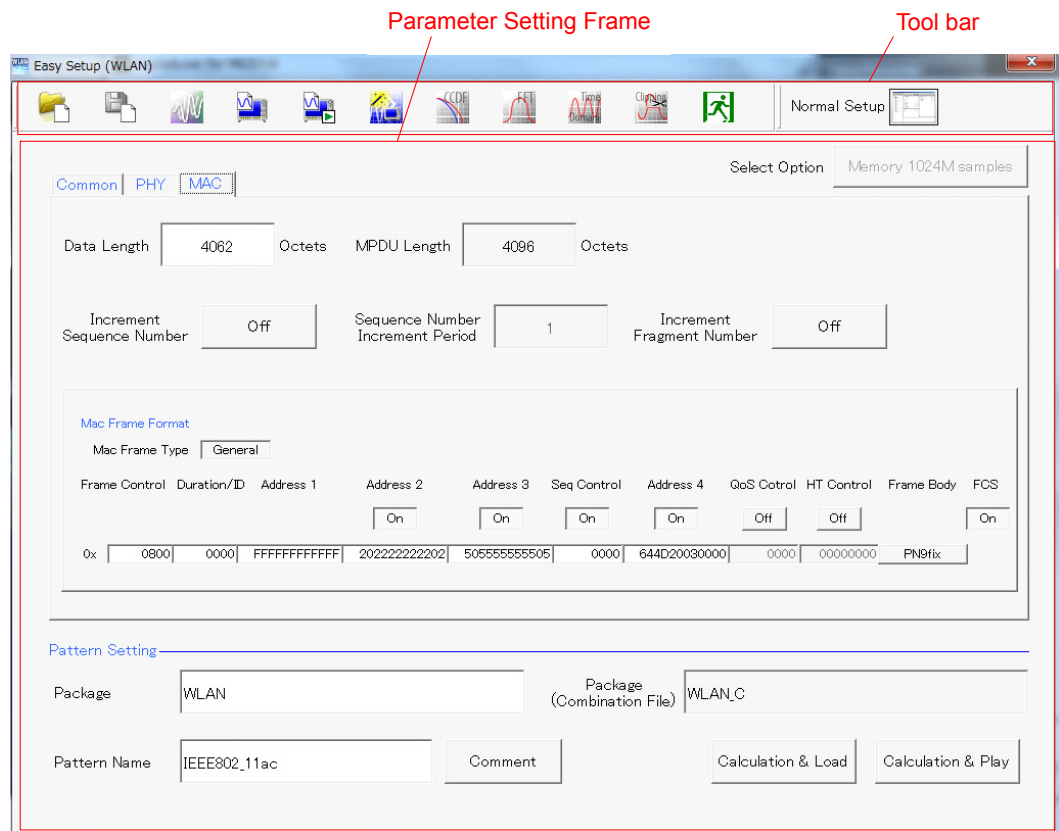 Parameter Setting Frame
Tool bar
WLAN Easy Setup (WLAN)
CCDF FFT Time Domain Clipping
Normal Setup
Select Option Memory 1024M samples
Common PHY MAC
Data Length 4062 Octets MPDU Length 4096 Octets
Increment Sequence Number Off Sequence Number Increment Period 1 Increment Fragment Number Off
Mac Frame Format
Mac Frame Type General
Frame Control Duration/ID Address 1 Address 2 Address 3 Seq Control Address 4 QoS Cotrol HT Control Frame Body FCS
On On On On Off Off On
0x 0800 0000 FFFFFFFFFFFF 202222222202 505555555505 0000 644D20030000 0000 00000000 PN9fix
Pattern Setting
Package WLAN Package (Combination File) WLAN_C
Pattern Name IEEE802_11ac Comment Calculation & Load Calculation & Play